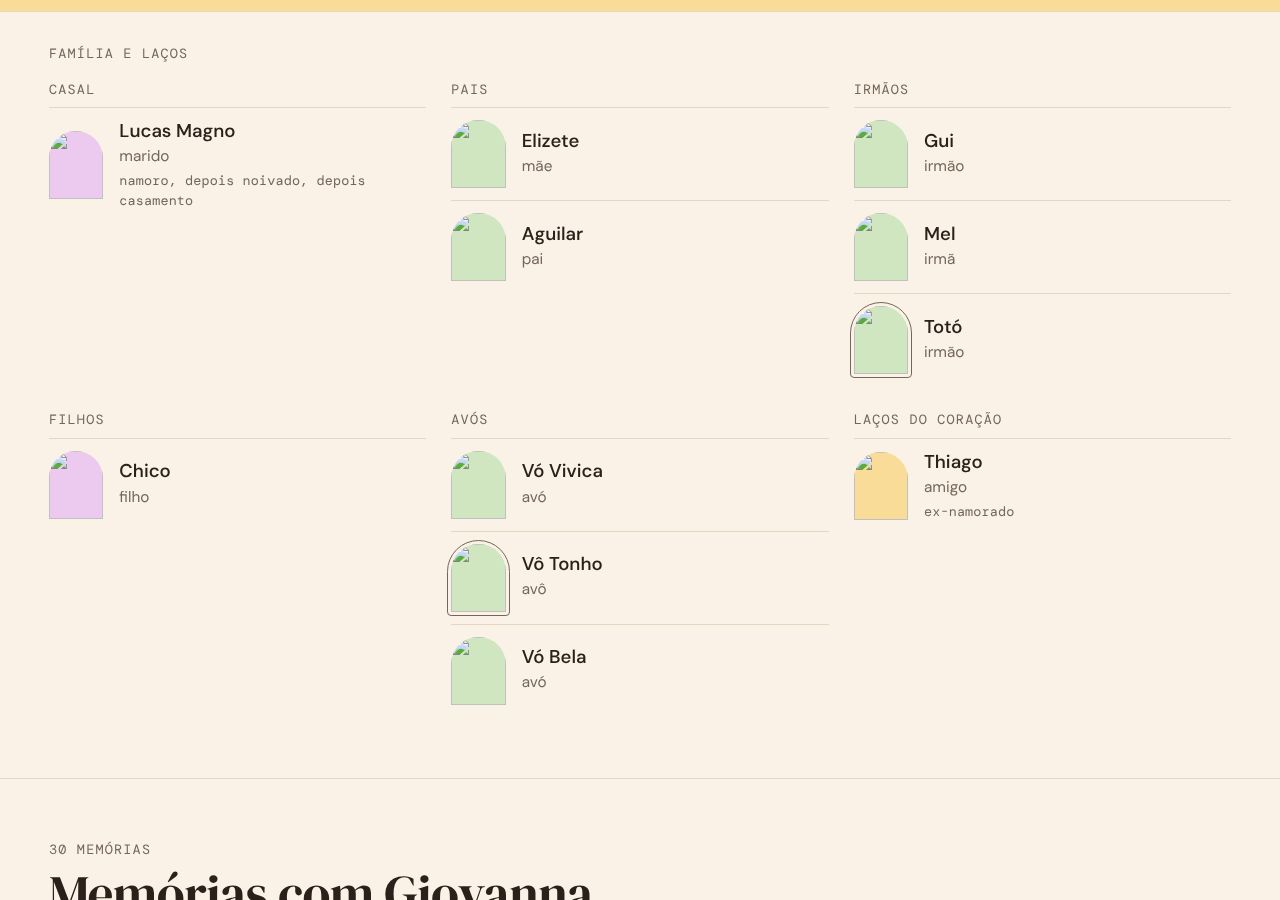 FAMÍLIA E LAÇOS
CASAL
Lucas Magno
marido
namoro, depois noivado, depois
casamento
PAIS
Elizete
mãe
Aguilar
pai
IRMÃOS
Gui
irmão
Mel
irmã
Totó
irmão
FILHOS
Chico
filho
AVÓS
Vó Vivica
avó
Vô Tonho
avô
Vó Bela
avó
LAÇOS DO CORAÇÃO
Thiago
amigo
ex-namorado
30 MEMÓRIAS
Memórias com Giovanna